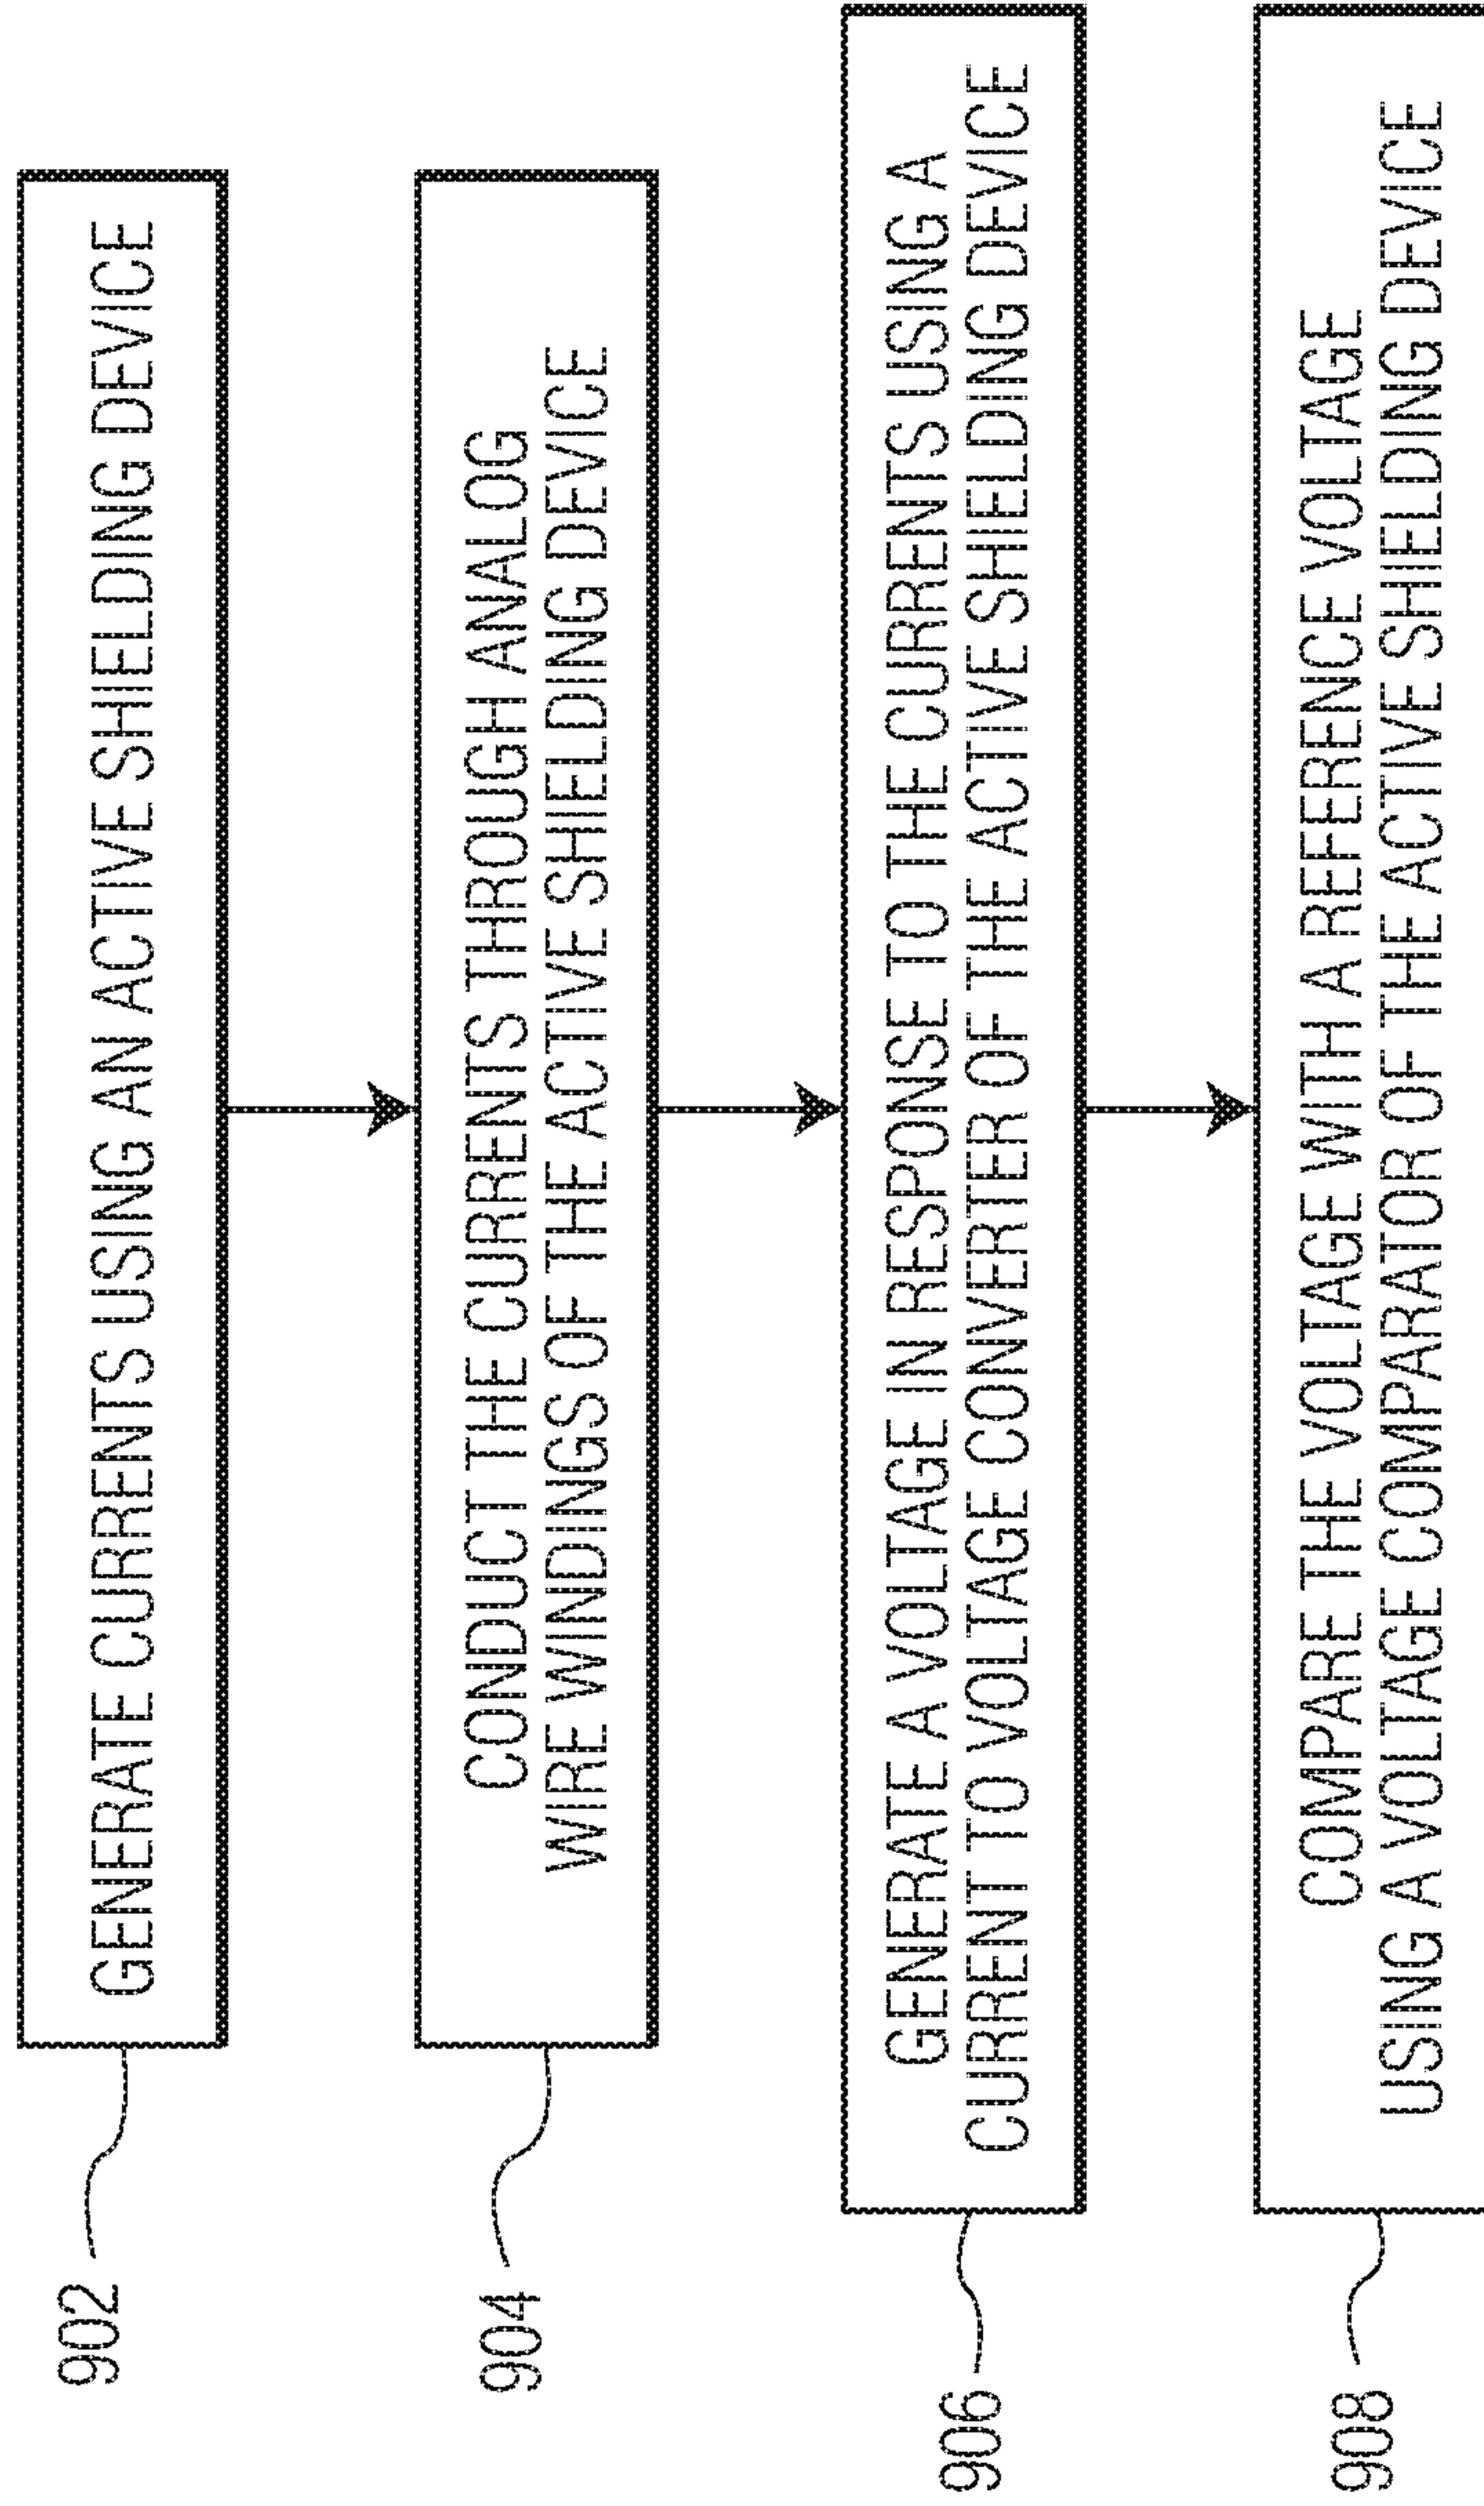 902
GENERATE CURRENTS USING AN ACTIVE SHIELDING DEVICE
904
CONDUCT THE CURRENTS THROUGH ANALOG
WIRE WINDINGS OF THE ACTIVE SHIELDING DEVICE
906
GENERATE A VOLTAGE IN RESPONSE TO THE CURRENTS USING A
CURRENT TO VOLTAGE CONVERTER OF THE ACTIVE SHIELDING DEVICE
908
COMPARE THE VOLTAGE WITH A REFERENCE VOLTAGE
USING A VOLTAGE COMPARATOR OF THE ACTIVE SHIELDING DEVICE